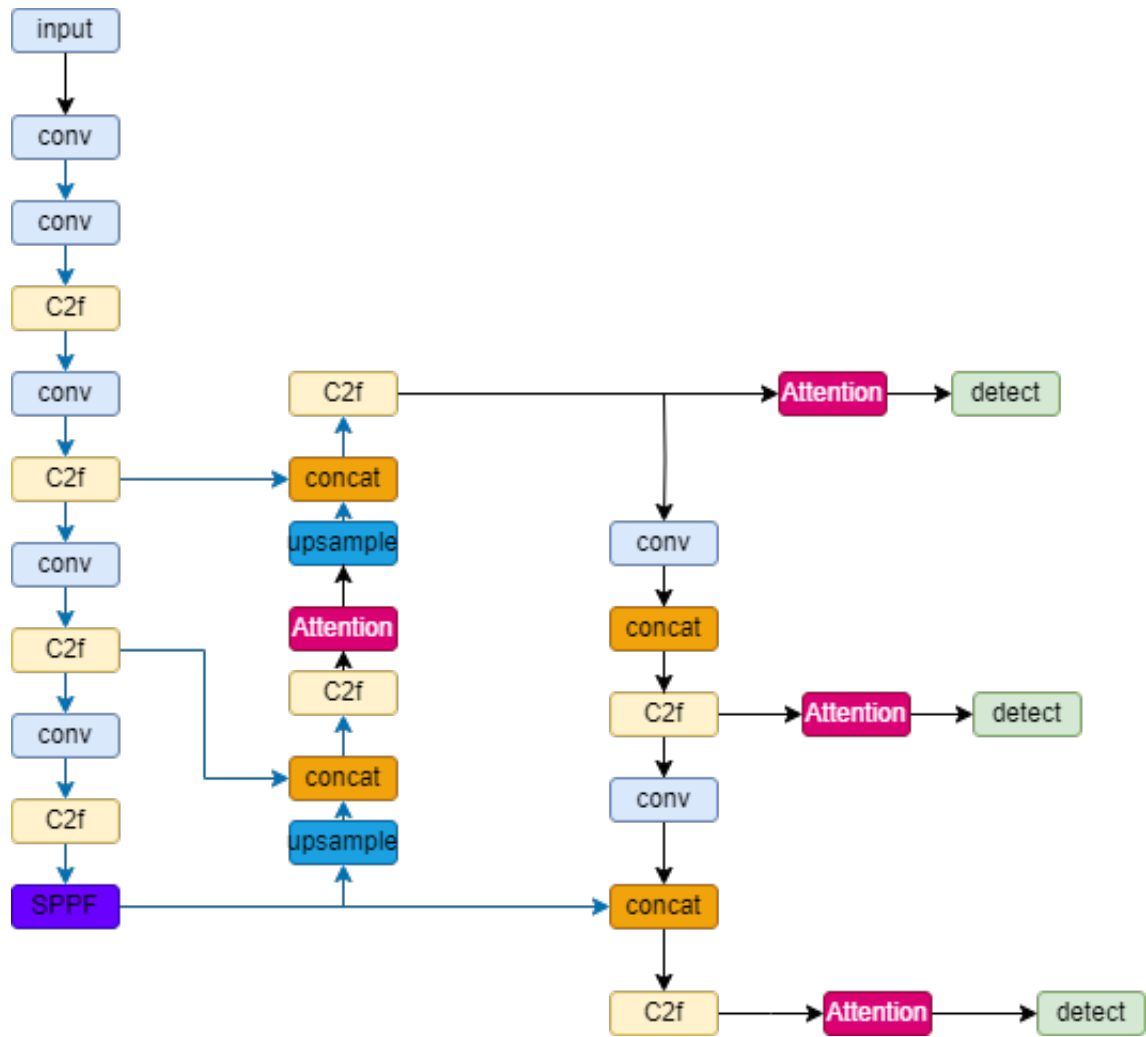 input
conv
conv
C2f
conv
C2f
conv
C2f
conv
C2f
SPPF
C2f
concat
upsample
Attention
C2f
concat
upsample
Attention
detect
conv
concat
C2f
Attention
detect
conv
concat
C2f
Attention
detect